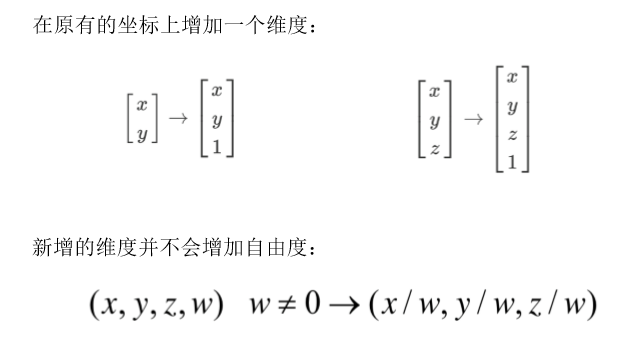 在原有的坐标上增加一个维度：
[x y] → [x y 1]    [x y z] → [x y z 1]
新增的维度并不会增加自由度：
(x, y, z, w)  w ≠ 0 → (x / w, y / w, z / w)